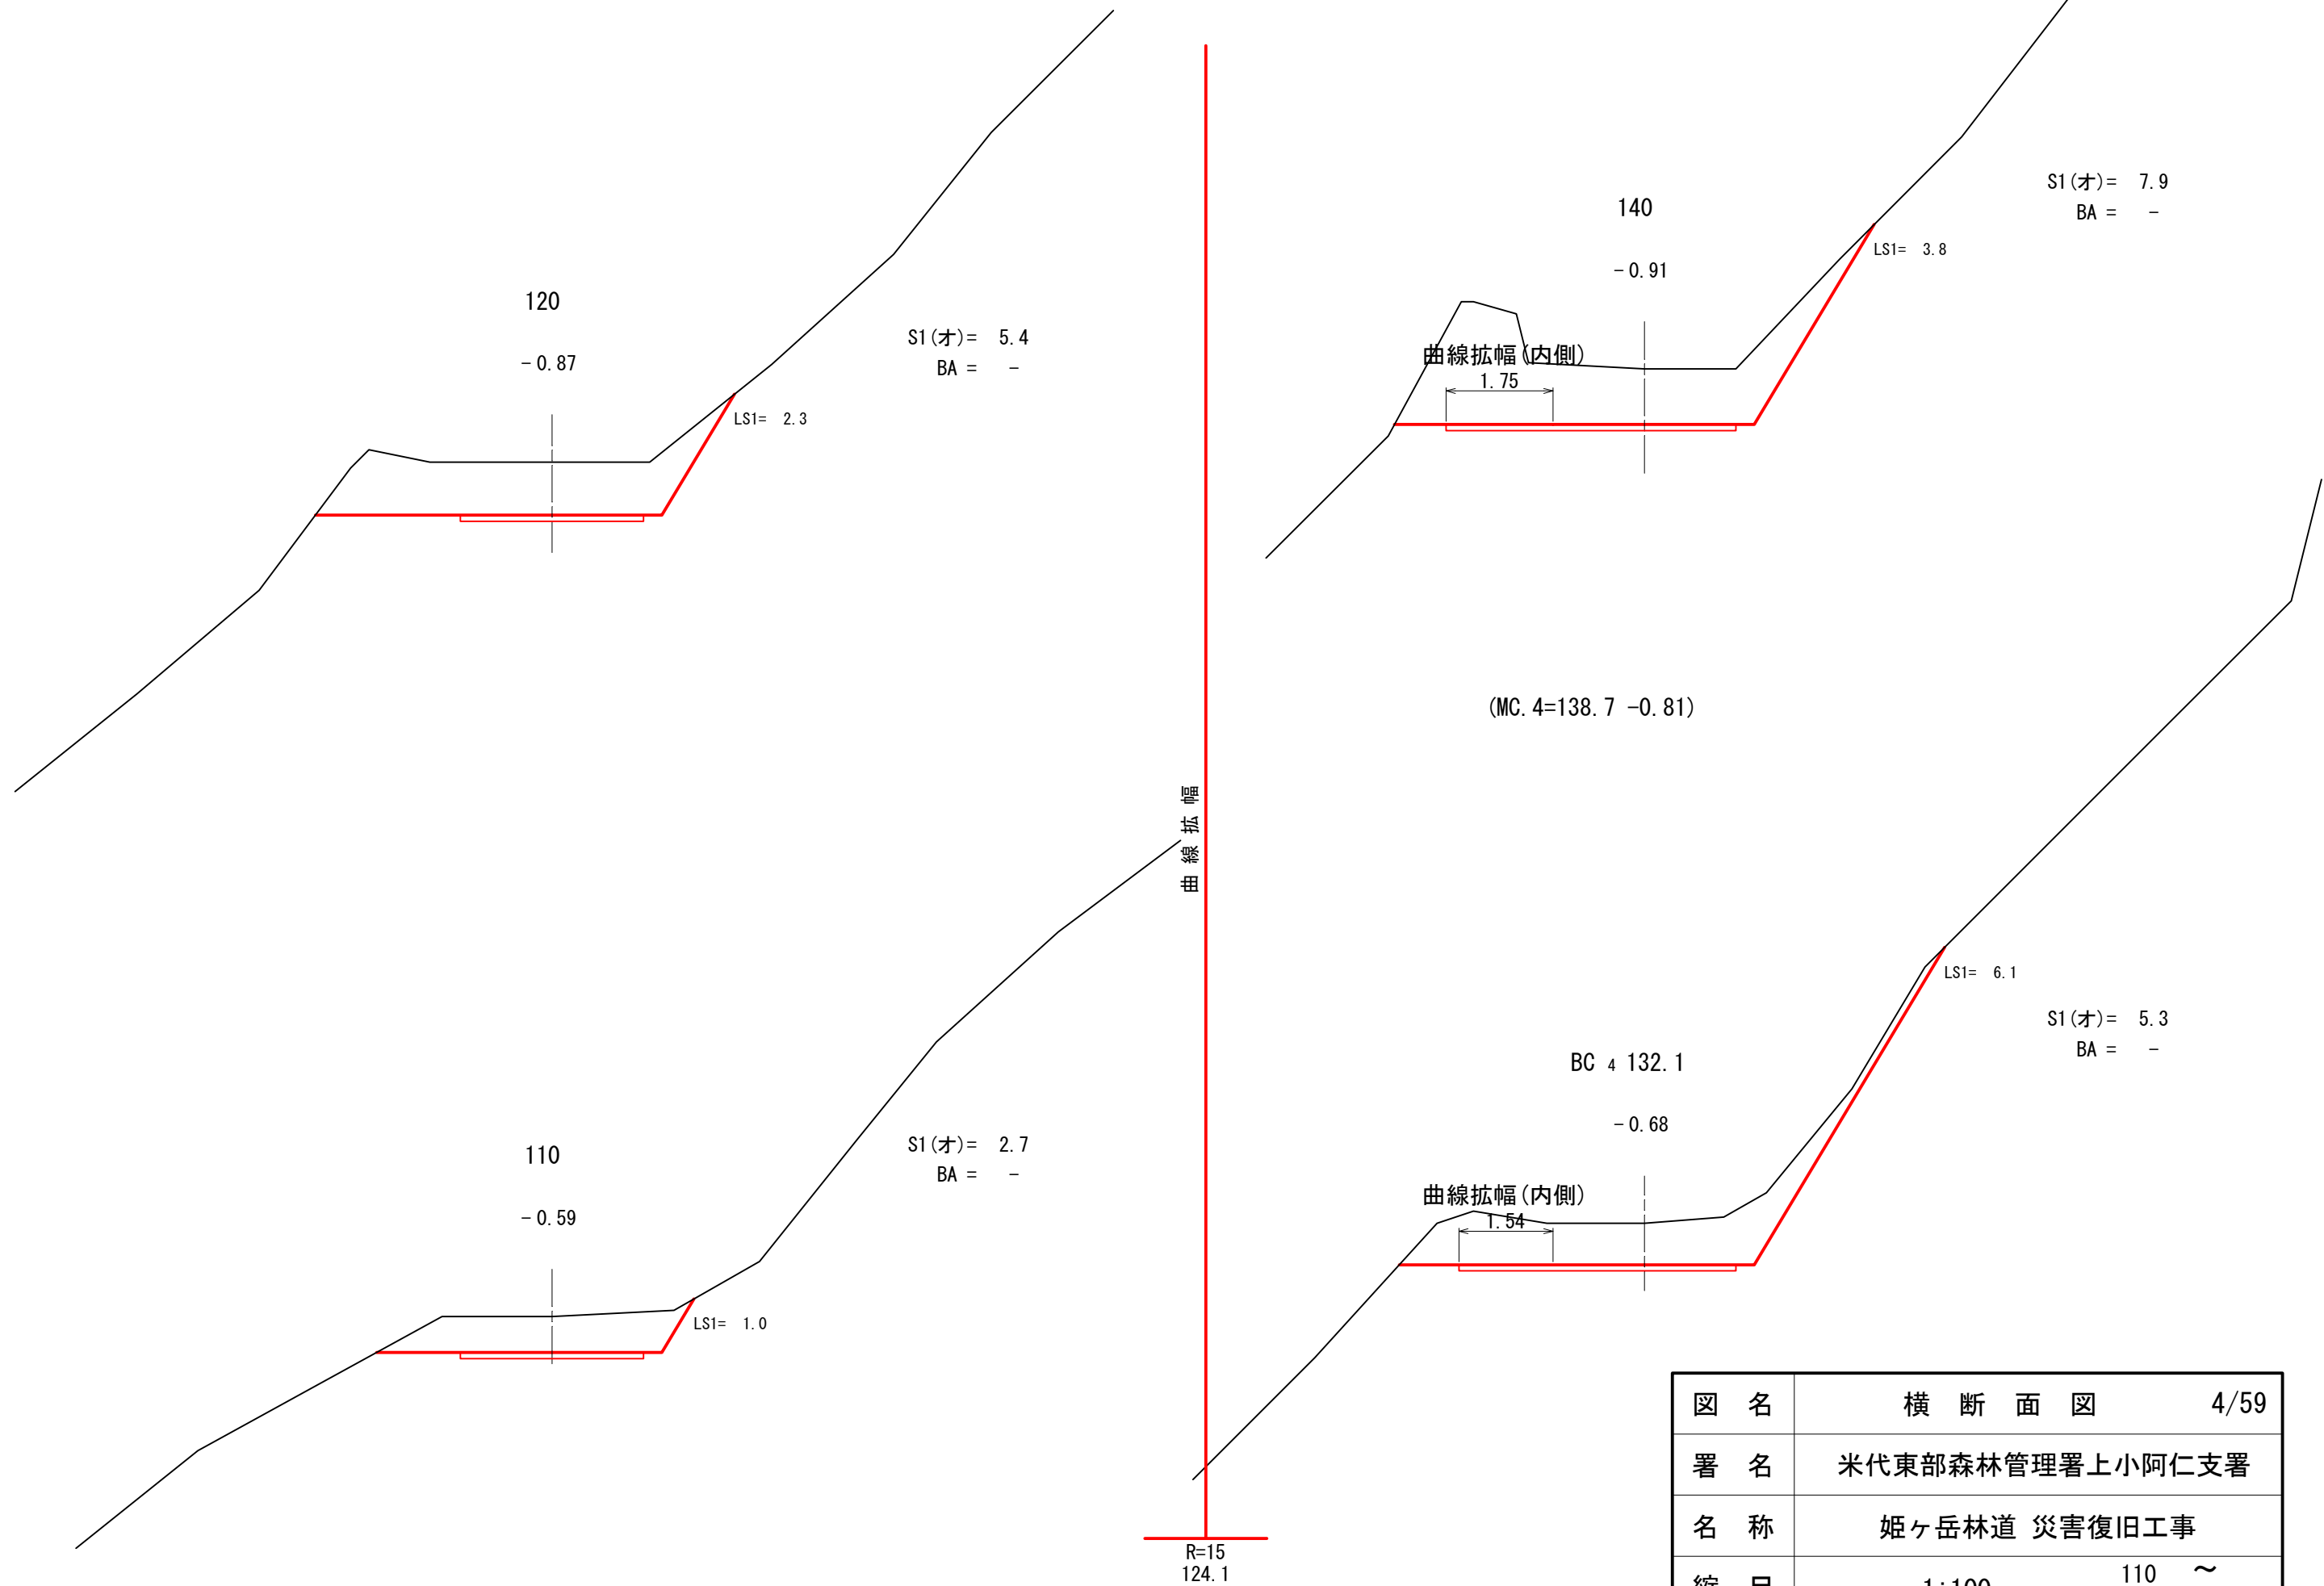 120
-0.87
S1(オ)= 5.4
BA = -
LS1= 2.3
140
-0.91
S1(オ)= 7.9
BA = -
LS1= 3.8
曲線拡幅(内側)
1.75
(MC.4=138.7 -0.81)
曲線拡幅
110
-0.59
S1(オ)= 2.7
BA = -
LS1= 1.0
BC 4 132.1
-0.68
S1(オ)= 5.3
BA = -
LS1= 6.1
曲線拡幅(内側)
1.54
R=15
124.1
図 名 横 断 面 図 4/59
署 名 米代東部森林管理署上小阿仁支署
名 称 姫ヶ岳林道 災害復旧工事
縮 尺 1:100 110 ～